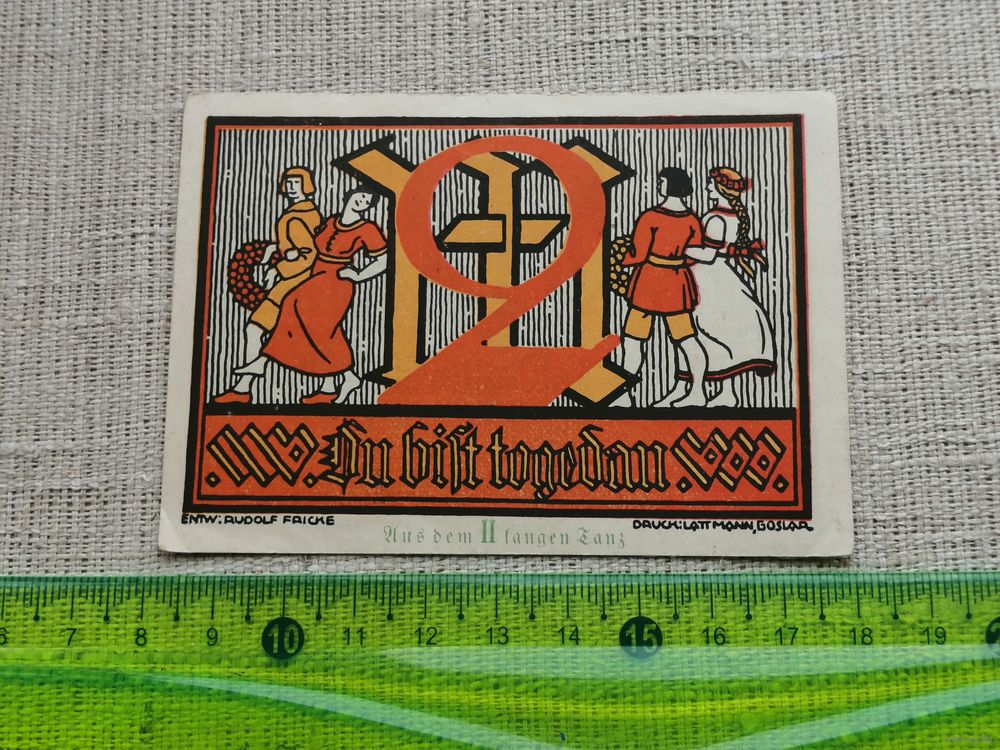 2
Du bist togedan
ENTW: RUDOLF FRICKE
DRUCK: LATTMANN, GOSLAR
Aus dem II langen Tanz
6 7 8 9 10 11 12 13 14 15 16 17 18 19